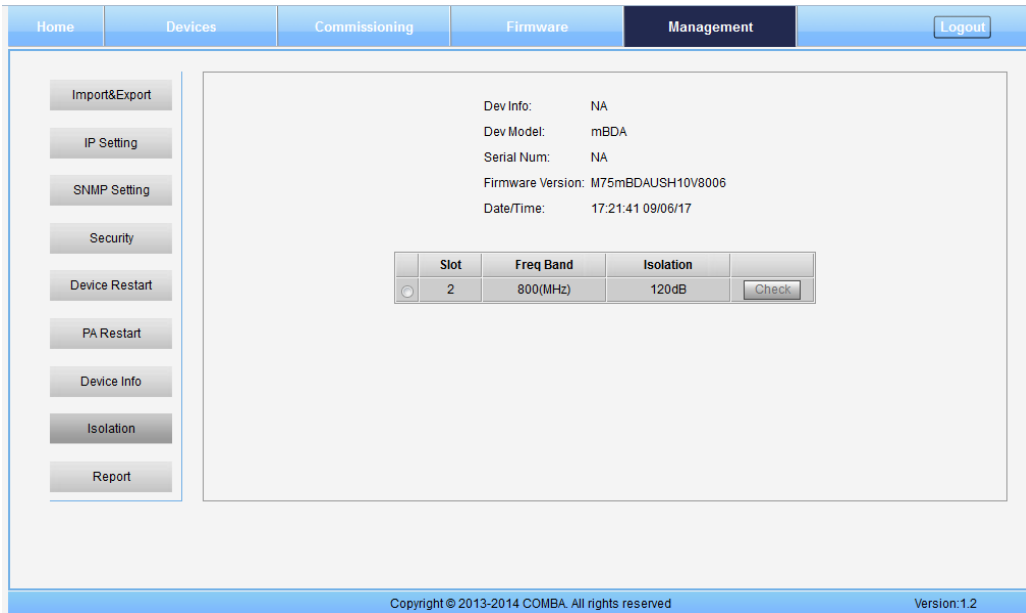 Home Devices Commissioning Firmware Management Logout
Import&Export
IP Setting
SNMP Setting
Security
Device Restart
PA Restart
Device Info
Isolation
Report
Dev Info: NA
Dev Model: mBDA
Serial Num: NA
Firmware Version: M75mBDAUSH10V8006
Date/Time: 17:21:41 09/06/17
Slot Freq Band Isolation
2 800(MHz) 120dB Check
Copyright © 2013-2014 COMBA. All rights reserved Version:1.2